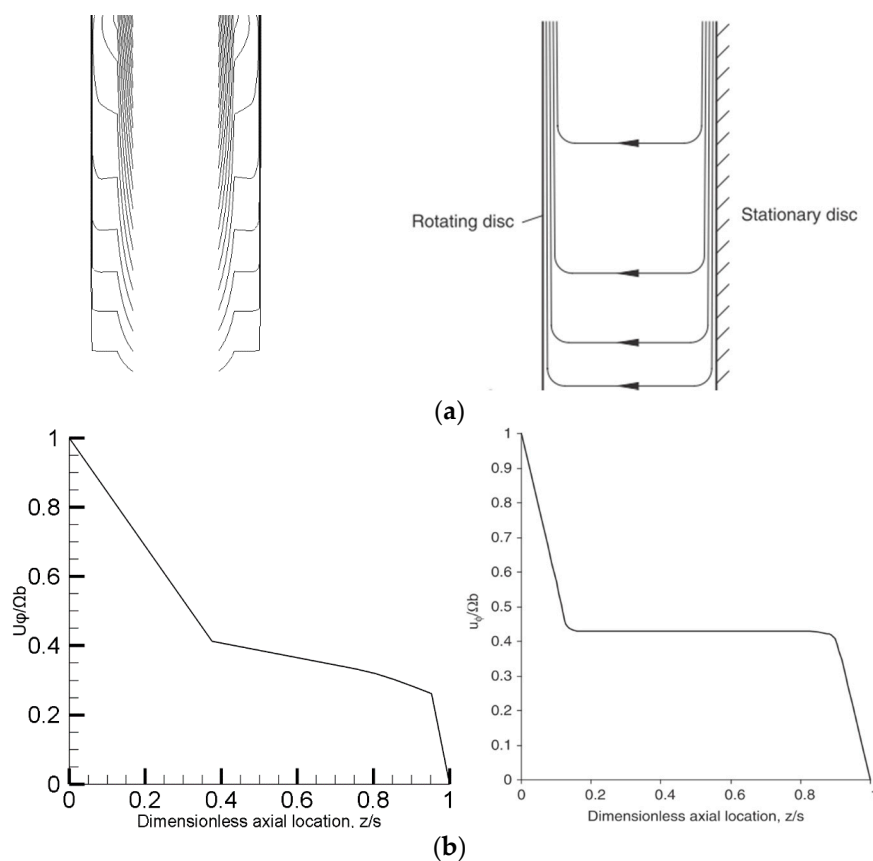 Rotating disc
Stationary disc
(a)
1
0.8
0.6
0.4
0.2
0
Uφ/Ωb
0 0.2 0.4 0.6 0.8 1
Dimensionless axial location, z/s
1
0.9
0.8
0.7
0.6
0.5
0.4
0.3
0.2
0.1
0
uϕ/Ωb
0 0.2 0.4 0.6 0.8
Dimensionless axial location, z/s
(b)